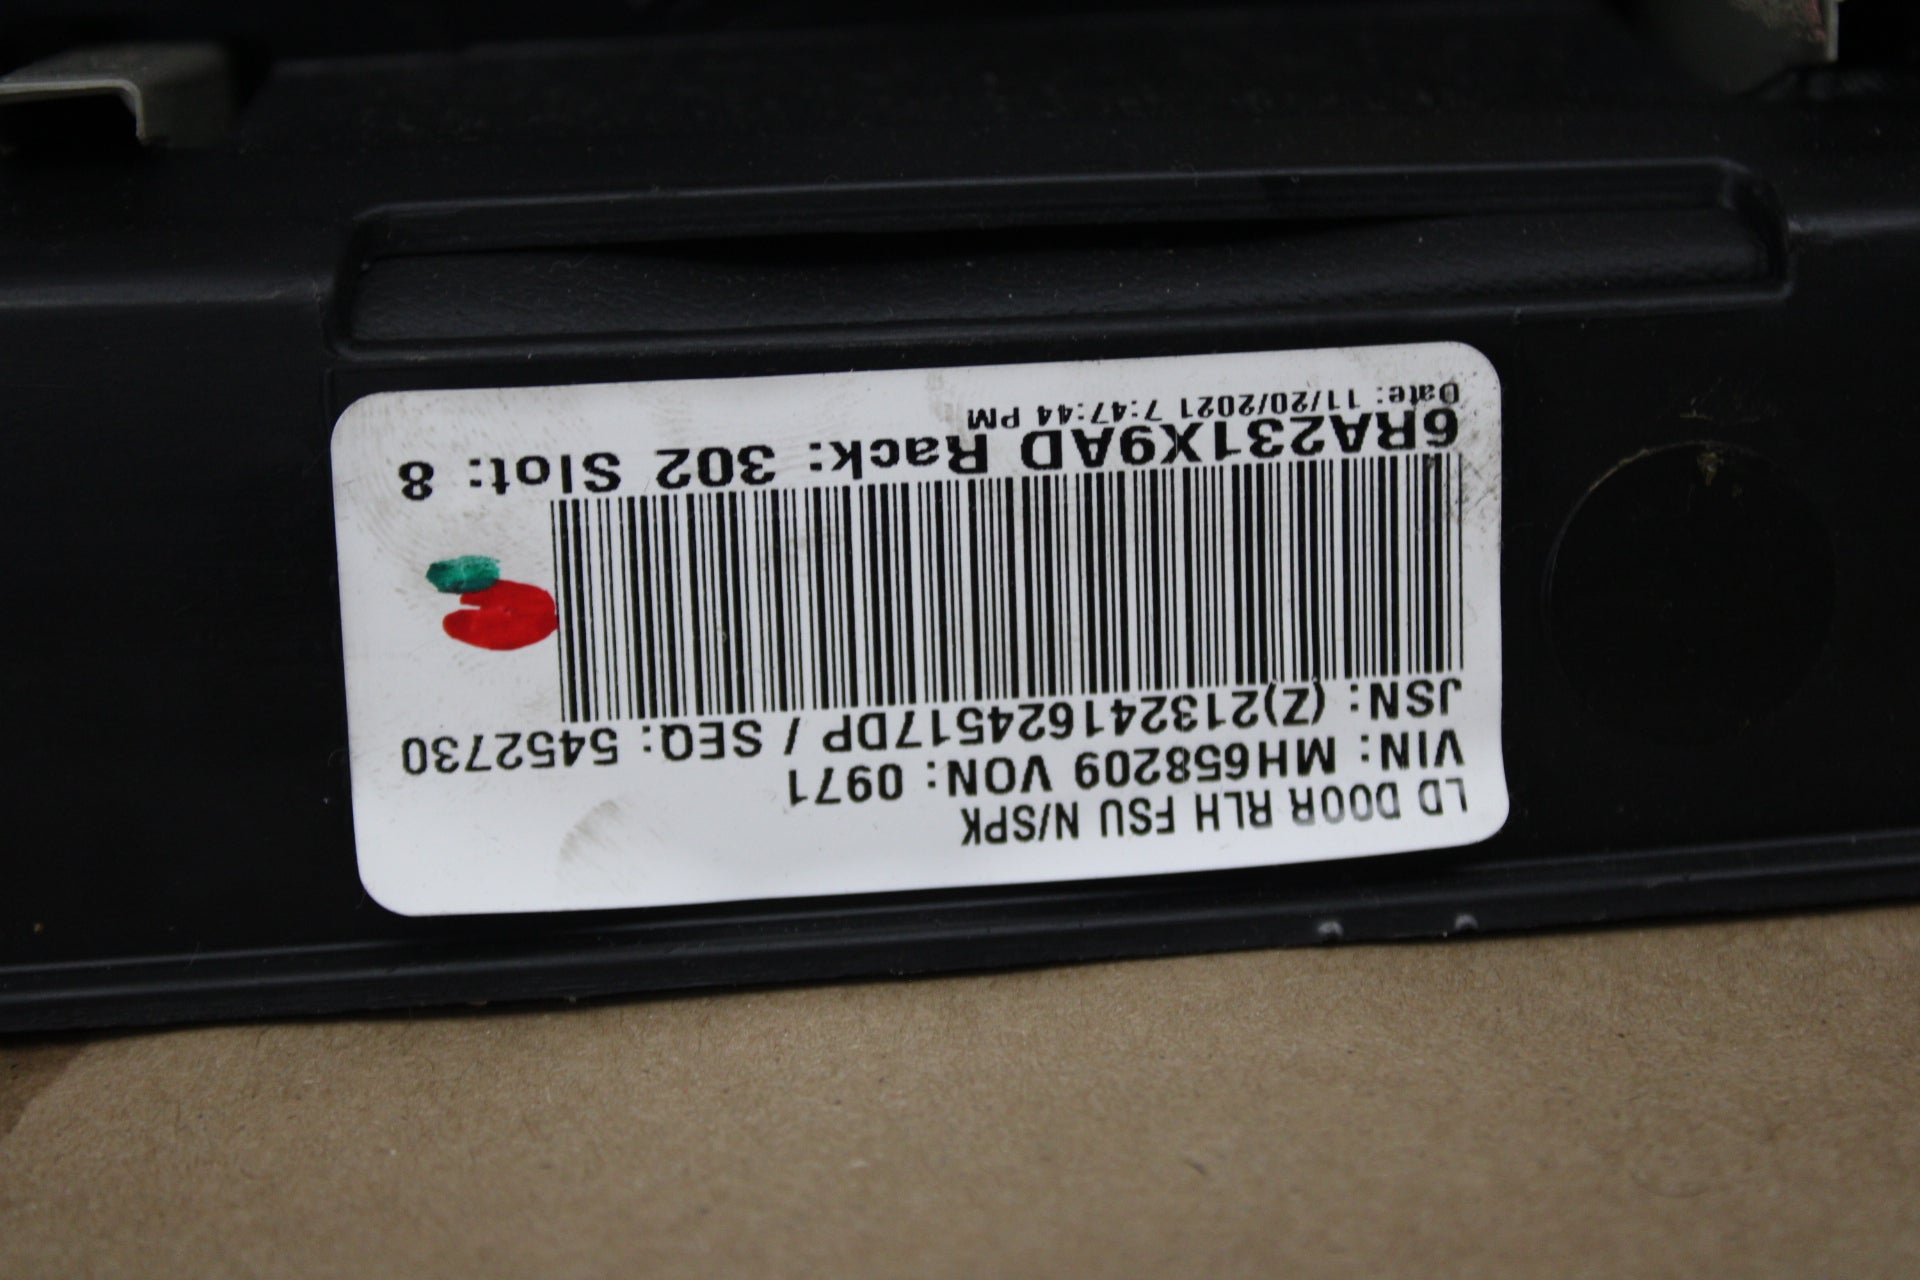 LD DOOR RLH FSU N/SPK
VIN: MH658209 VON: 0971
JSN: (Z)213241624517DP / SEQ: 5452730
6RA231X9AD Rack: 302 Slot: 8
Date: 11/20/2021 7:47:44 PM